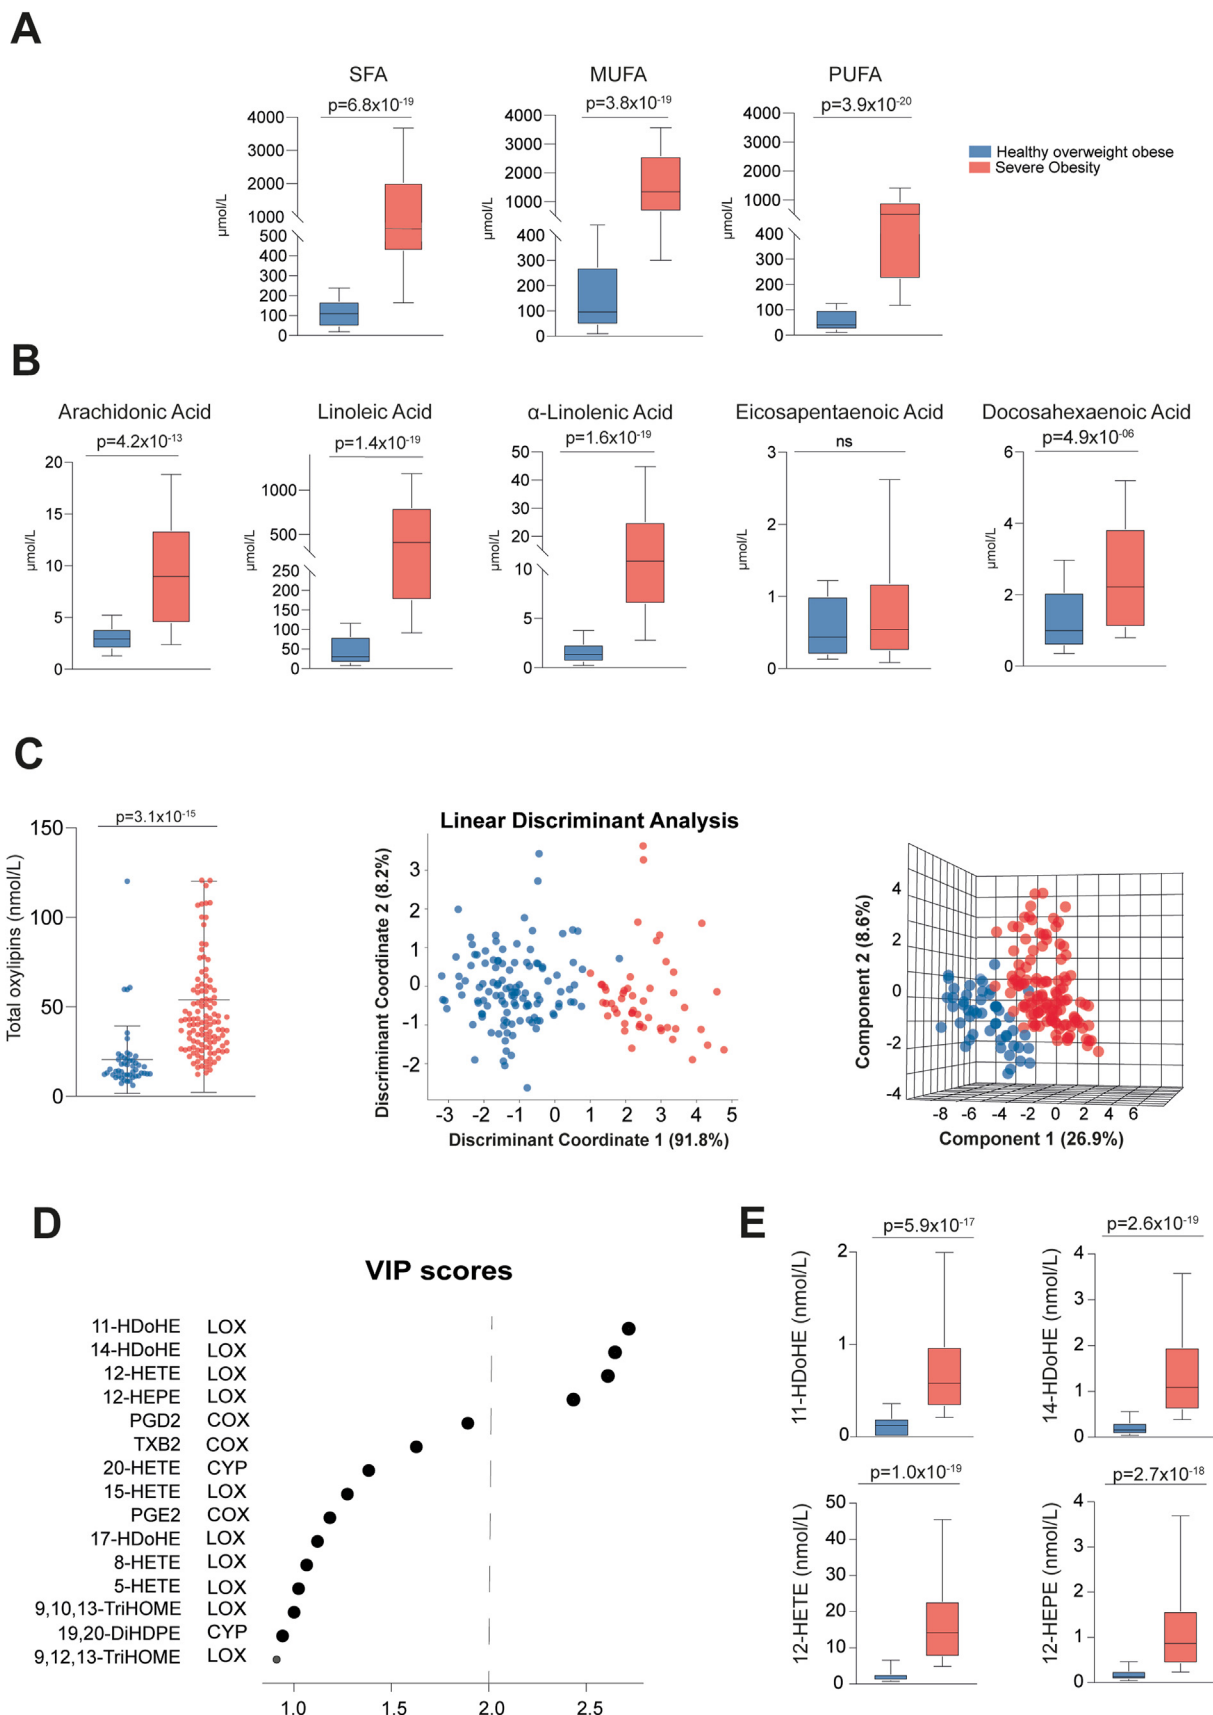 A
SFA
p=6.8x10-19
4000
3000
2000
1000
500
400
300
200
100
0
µmol/L
MUFA
p=3.8x10-19
4000
3000
2000
1000
400
300
200
100
0
µmol/L
PUFA
p=3.9x10-20
4000
3000
2000
1000
400
300
200
100
0
µmol/L
Healthy overweight obese
Severe Obesity
B
Arachidonic Acid
p=4.2x10-13
20
15
10
5
0
µmol/L
Linoleic Acid
p=1.4x10-19
1000
500
250
200
150
100
50
0
µmol/L
α-Linolenic Acid
p=1.6x10-19
50
40
30
20
10
5
0
µmol/L
Eicosapentaenoic Acid
ns
3
2
1
0
µmol/L
Docosahexaenoic Acid
p=4.9x10-06
6
4
2
0
µmol/L
C
p=3.1x10-15
150
100
50
0
Total oxylipins (nmol/L)
Linear Discriminant Analysis
Discriminant Coordinate 2 (8.2%)
3
2
1
0
-1
-2
-3 -2 -1 0 1 2 3 4 5
Discriminant Coordinate 1 (91.8%)
Component 2 (8.6%)
4
2
0
-2
-4
-8 -6 -4 -2 0 2 4 6
Component 1 (26.9%)
D
VIP scores
11-HDoHE LOX
14-HDoHE LOX
12-HETE LOX
12-HEPE LOX
PGD2 COX
TXB2 COX
20-HETE CYP
15-HETE LOX
PGE2 COX
17-HDoHE LOX
8-HETE LOX
5-HETE LOX
9,10,13-TriHOME LOX
19,20-DiHDPE CYP
9,12,13-TriHOME LOX
1.0 1.5 2.0 2.5
E
p=5.9x10-17
2
1
0
11-HDoHE (nmol/L)
p=2.6x10-19
4
3
2
1
0
14-HDoHE (nmol/L)
p=1.0x10-19
50
40
30
20
10
0
12-HETE (nmol/L)
p=2.7x10-18
4
3
2
1
0
12-HEPE (nmol/L)